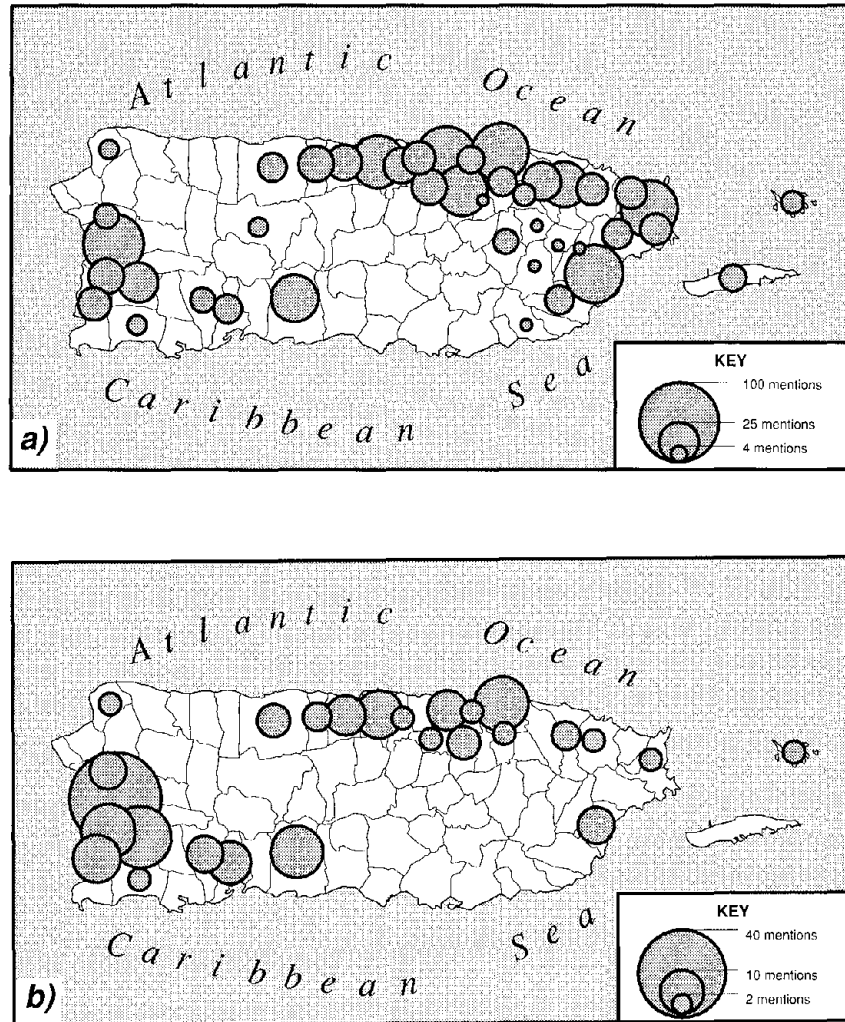 Atlantic Ocean
KEY
100 mentions
25 mentions
4 mentions
Caribbean Sea
a)
Atlantic Ocean
KEY
40 mentions
10 mentions
2 mentions
Caribbean Sea
b)